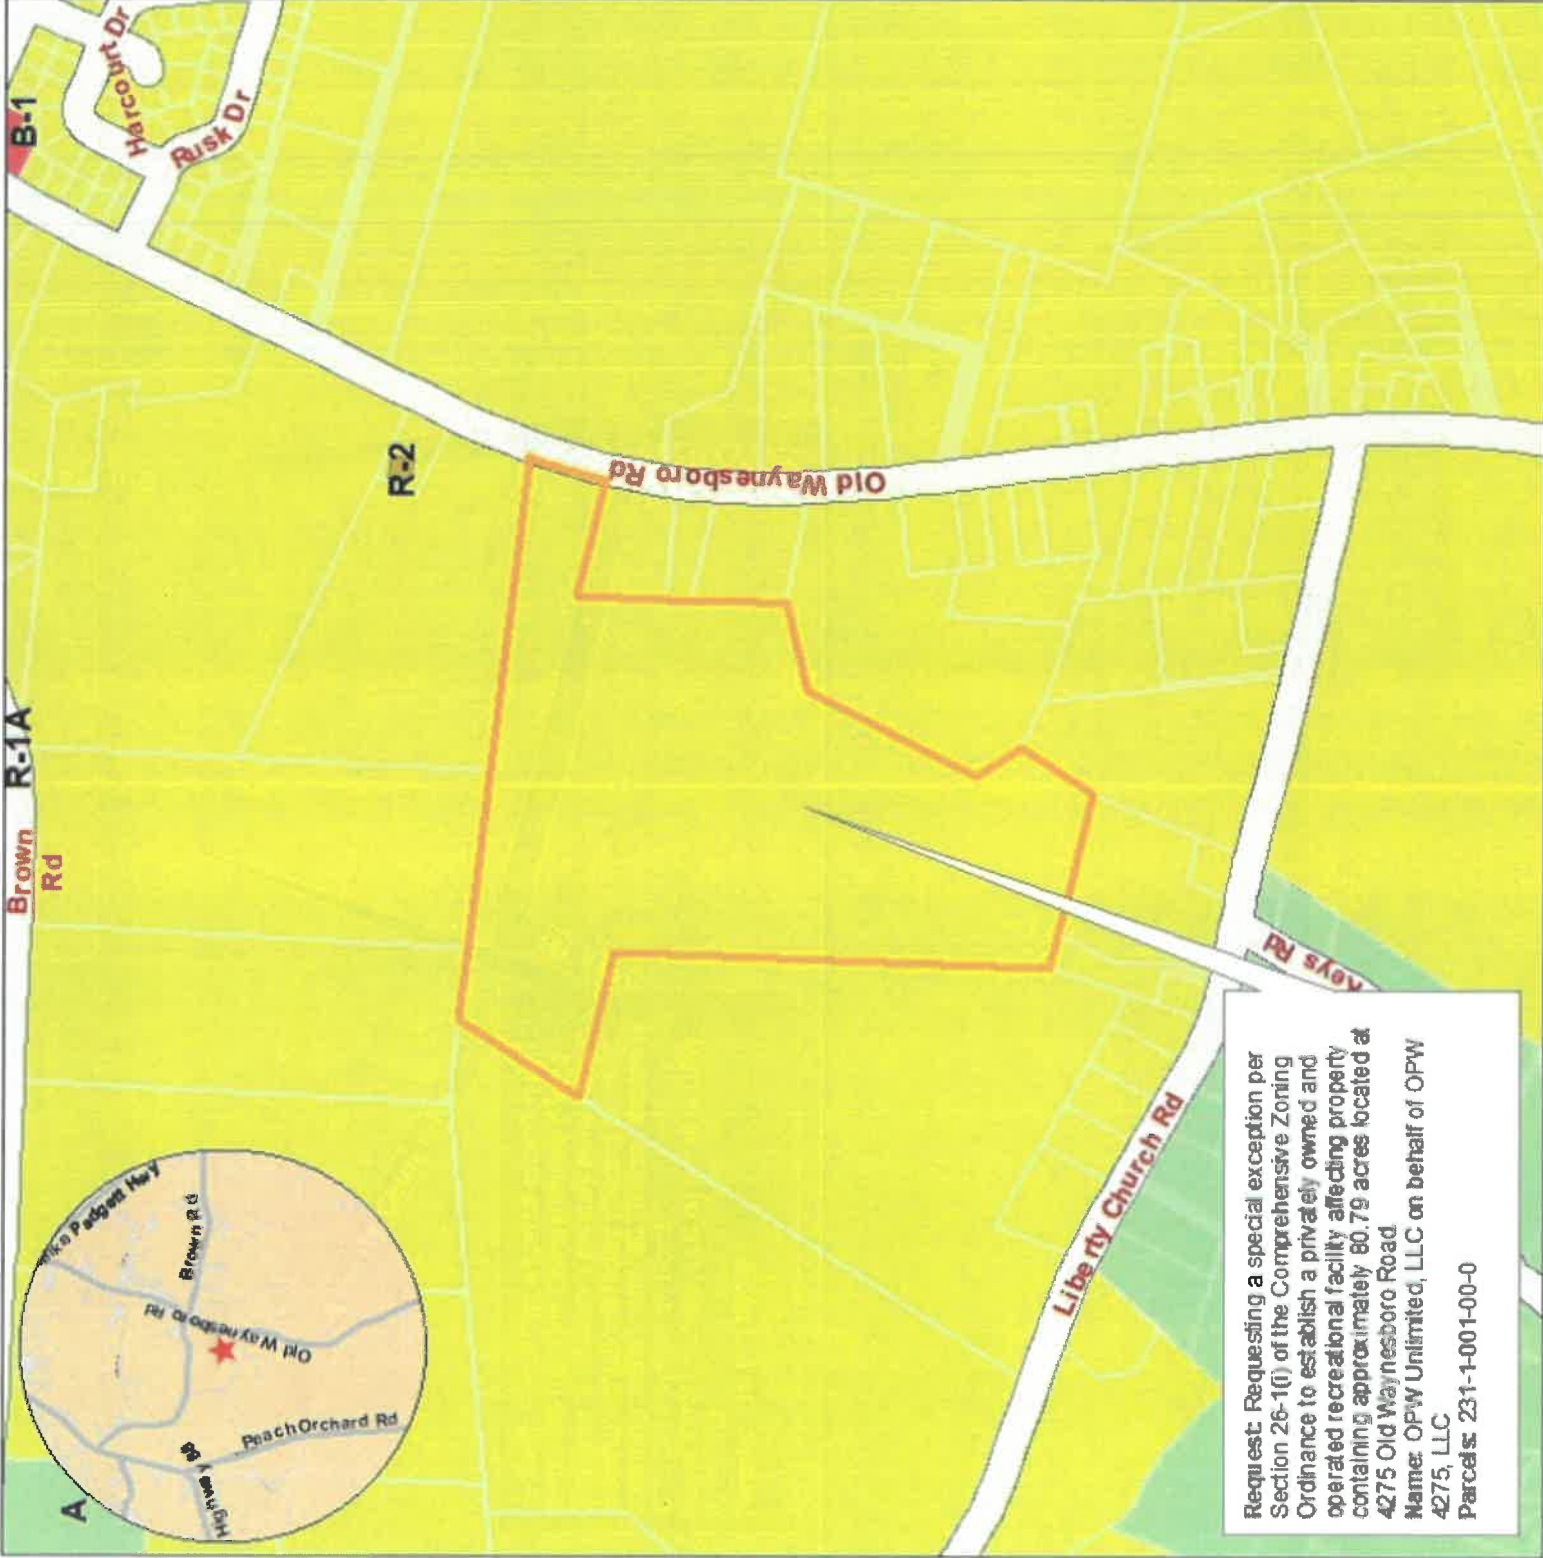 A
Brown
Rd
R-1A
B-1
Harcourt Dr
Rusk Dr
R-2
Padgett Hwy
Brown Rd
Old Waynesboro Rd
Peach Orchard Rd
Highway 88
Old Waynesboro Rd
Liberty Church Rd
Keys Rd
Request: Requesting a special exception per
Section 26-1(i) of the Comprehensive Zoning
Ordinance to establish a privately owned and
operated recreational facility affecting property
containing approximately 80.79 acres located at
4275 Old Waynesboro Road
Name: OPW Unlimited, LLC on behalf of OPW
4275, LLC
Parcels: 231-1-001-00-0